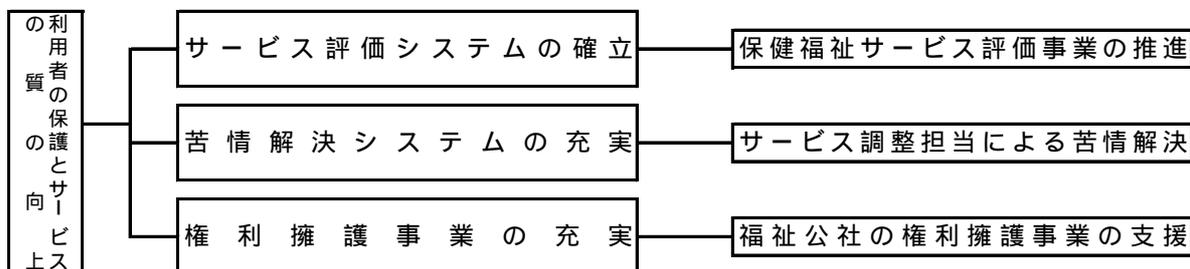 利用者の保護とサービス
の質の向上
サービス評価システムの確立
保健福祉サービス評価事業の推進
苦情解決システムの充実
サービス調整担当による苦情解決
権利擁護事業の充実
福祉公社の権利擁護事業の支援